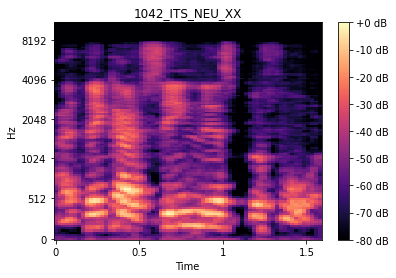 1042_ITS_NEU_XX
Hz
8192
4096
2048
1024
512
0
0
0.5
1
1.5
Time
+0 dB
-10 dB
-20 dB
-30 dB
-40 dB
-50 dB
-60 dB
-70 dB
-80 dB